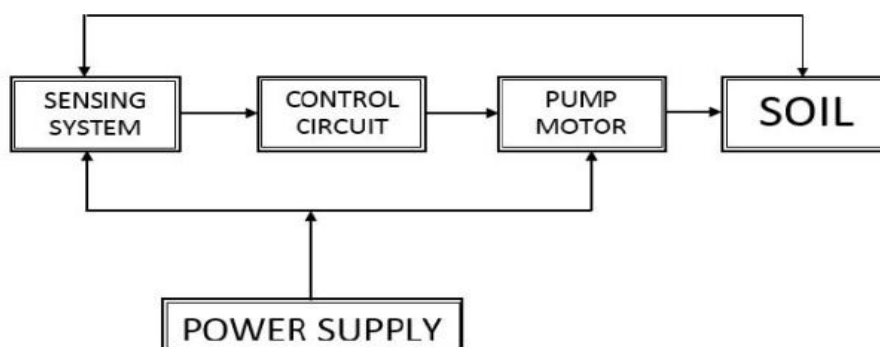 SENSING
SYSTEM
CONTROL
CIRCUIT
PUMP
MOTOR
SOIL
POWER SUPPLY